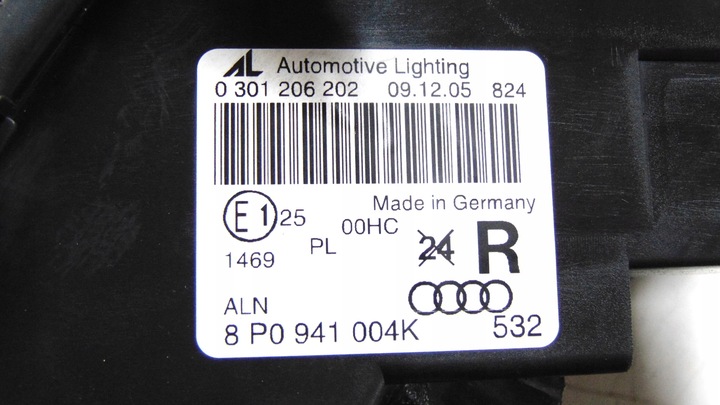 AL Automotive Lighting
0 301 206 202 09.12.05 824
Made in Germany
E1 25 00HC
1469 PL 24 R
ALN
8 P0 941 004K 532